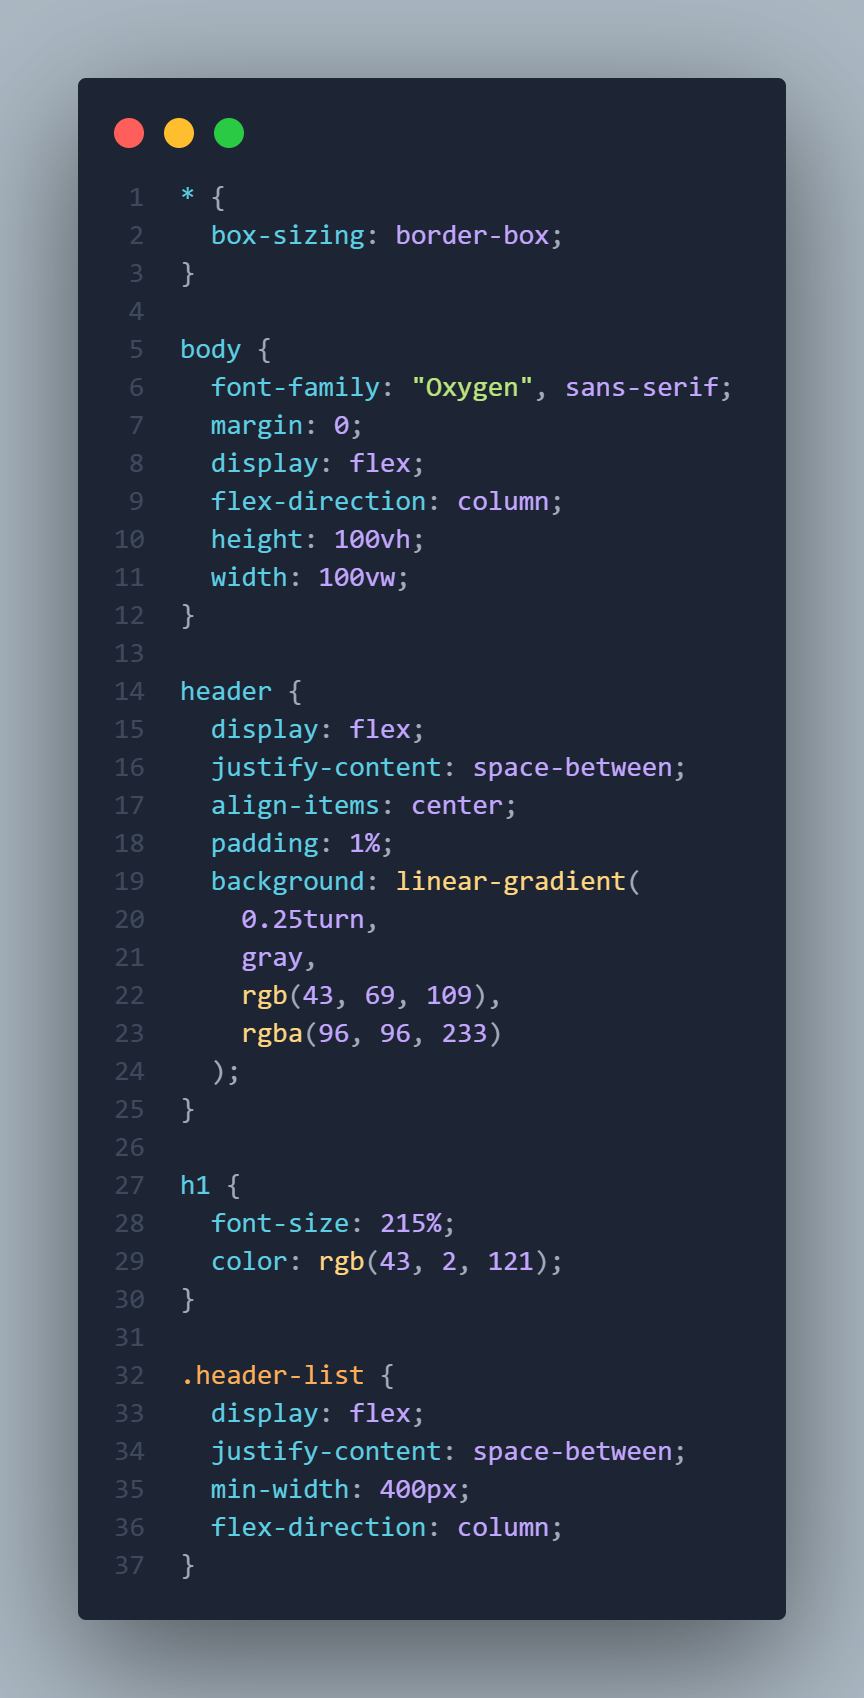 1 * {
2   box-sizing: border-box;
3 }
4
5 body {
6   font-family: "Oxygen", sans-serif;
7   margin: 0;
8   display: flex;
9   flex-direction: column;
10   height: 100vh;
11   width: 100vw;
12 }
13
14 header {
15   display: flex;
16   justify-content: space-between;
17   align-items: center;
18   padding: 1%;
19   background: linear-gradient(
20     0.25turn,
21     gray,
22     rgb(43, 69, 109),
23     rgba(96, 96, 233)
24   );
25 }
26
27 h1 {
28   font-size: 215%;
29   color: rgb(43, 2, 121);
30 }
31
32 .header-list {
33   display: flex;
34   justify-content: space-between;
35   min-width: 400px;
36   flex-direction: column;
37 }